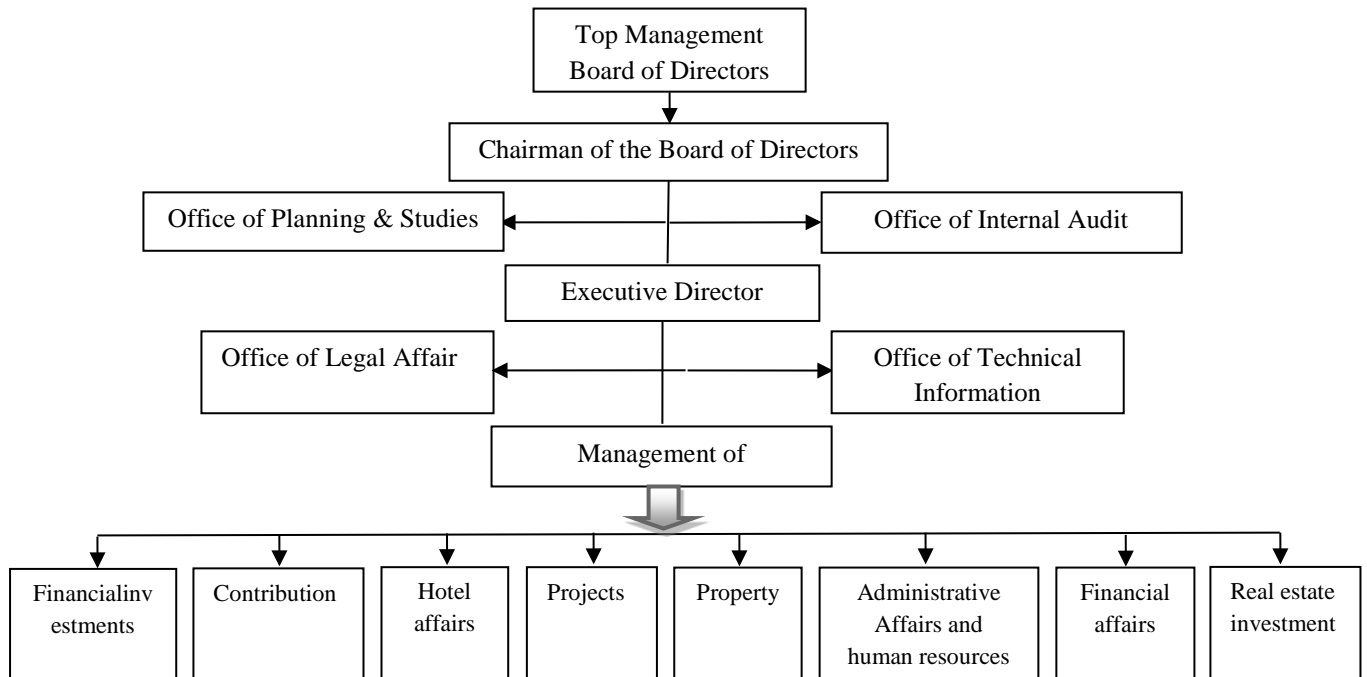 Top Management
Board of Directors
Chairman of the Board of Directors
Office of Planning & Studies
Office of Internal Audit
Executive Director
Office of Legal Affair
Office of Technical
Information
Management of
Financialinv
estments
Contribution
Hotel
affairs
Projects
Property
Administrative
Affairs and
human resources
Financial
affairs
Real estate
investment